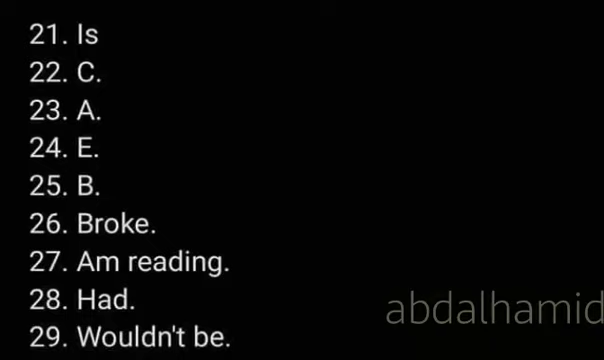 21. Is
22. C.
23. A.
24. E.
25. B.
26. Broke.
27. Am reading.
28. Had.
29. Wouldn't be.
abdalhamid